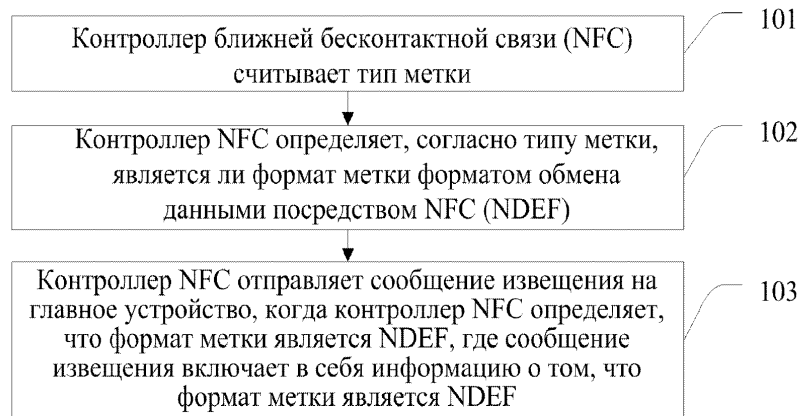 Контроллер ближней бесконтактной связи (NFC)
считывает тип метки
101
Контроллер NFC определяет, согласно типу метки,
является ли формат метки форматом обмена
данными посредством NFC (NDEF)
102
Контроллер NFC отправляет сообщение извещения на
главное устройство, когда контроллер NFC определяет,
что формат метки является NDEF, где сообщение
извещения включает в себя информацию о том, что
формат метки является NDEF
103